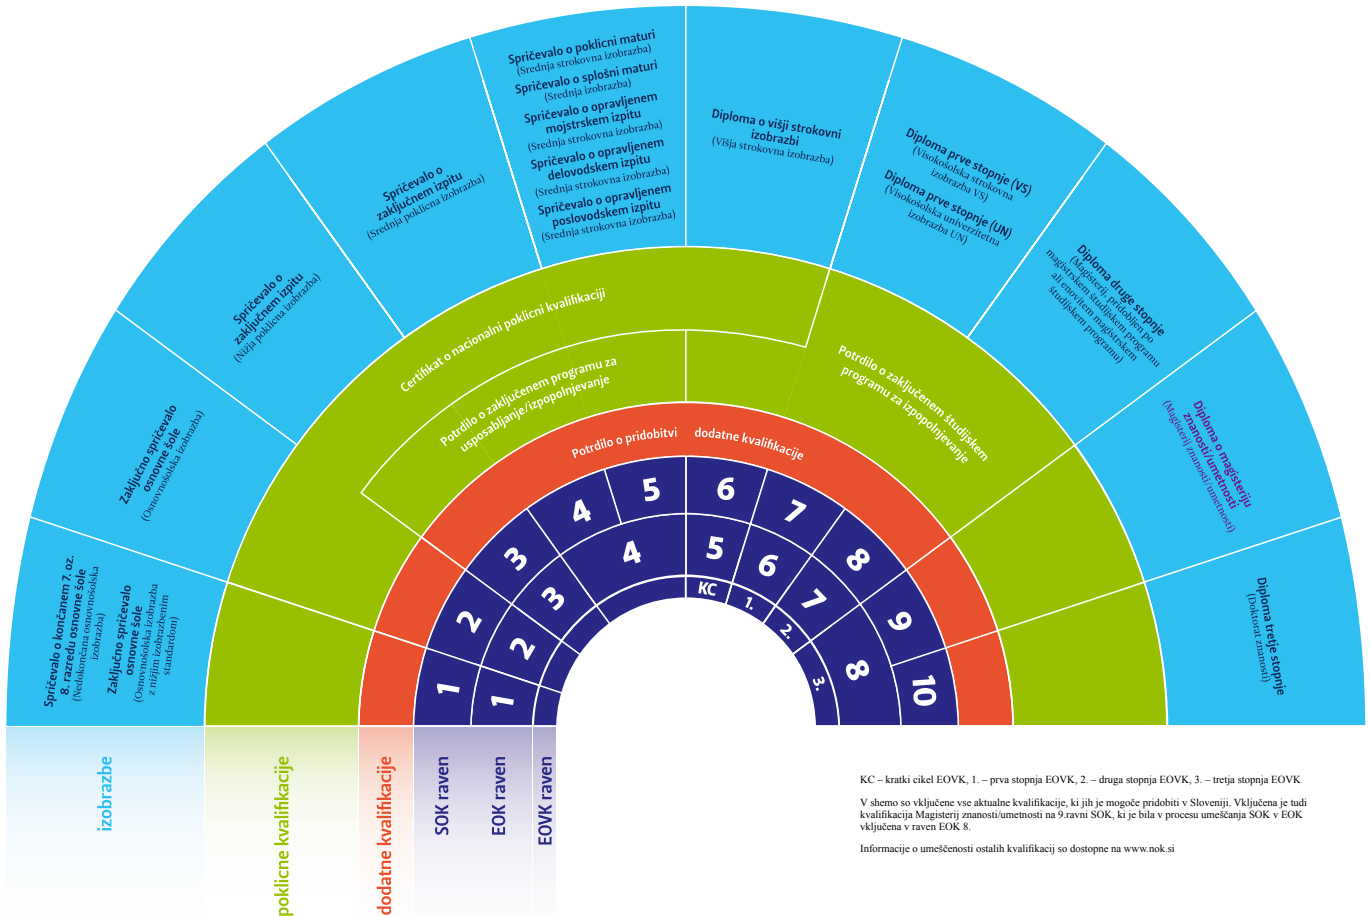 Spričevalo o končanem 7. oz.
8. razredu osnovne šole
(Nedokončana osnovnošolska
izobrazba)
Zaključno spričevalo
osnovne šole
(Osnovnošolska izobrazba
z nižjim izobrazbenim
standardom)
Zaključno spričevalo
osnovne šole
(Osnovnošolska izobrazba)
Spričevalo o
zaključnem izpitu
(Nižja poklicna izobrazba)
Spričevalo o
zaključnem izpitu
(Srednja poklicna izobrazba)
Spričevalo o poklicni maturi
(Srednja strokovna izobrazba)
Spričevalo o splošni maturi
(Srednja izobrazba)
Spričevalo o opravljenem
mojstrskem izpitu
(Srednja strokovna izobrazba)
Spričevalo o opravljenem
delovodskem izpitu
(Srednja strokovna izobrazba)
Spričevalo o opravljenem
poslovodskem izpitu
(Srednja strokovna izobrazba)
Diploma o višji strokovni
izobrazbi
(Višja strokovna izobrazba)
Diploma prve stopnje (VS)
(Visokošolska strokovna
izobrazba VS)
Diploma prve stopnje (UN)
(Visokošolska univerzitetna
izobrazba UN)
Diploma druge stopnje
(Magisterij, pridobljen po
magistrskem študijskem programu
ali enovitem magistrskem
študijskem programu)
Diploma o magisteriju
znanosti/umetnosti
(Magisterij znanosti/umetnosti)
Diploma tretje stopnje
(Doktorat znanosti)
Certifikat o nacionalni poklicni kvalifikaciji
Potrdilo o zaključenem programu za
usposabljanje/izpopolnjevanje
Potrdilo o zaključenem študijskem
programu za izpopolnjevanje
Potrdilo o pridobitvi dodatne kvalifikacije
1 2 3 4 5 6 7 8 9 10
1 2 3 4 5 6 7 8
KC 1. 2. 3.
izobrazbe
poklicne kvalifikacije
dodatne kvalifikacije
SOK raven
EOK raven
EOVK raven
KC – kratki cikel EOVK, 1. – prva stopnja EOVK, 2. – druga stopnja EOVK, 3. – tretja stopnja EOVK
V shemo so vključene vse aktualne kvalifikacije, ki jih je mogoče pridobiti v Sloveniji. Vključena je tudi
kvalifikacija Magisterij znanosti/umetnosti na 9.ravni SOK, ki je bila v procesu umeščanja SOK v EOK
vključena v raven EOK 8.
Informacije o umeščenosti ostalih kvalifikacij so dostopne na www.nok.si